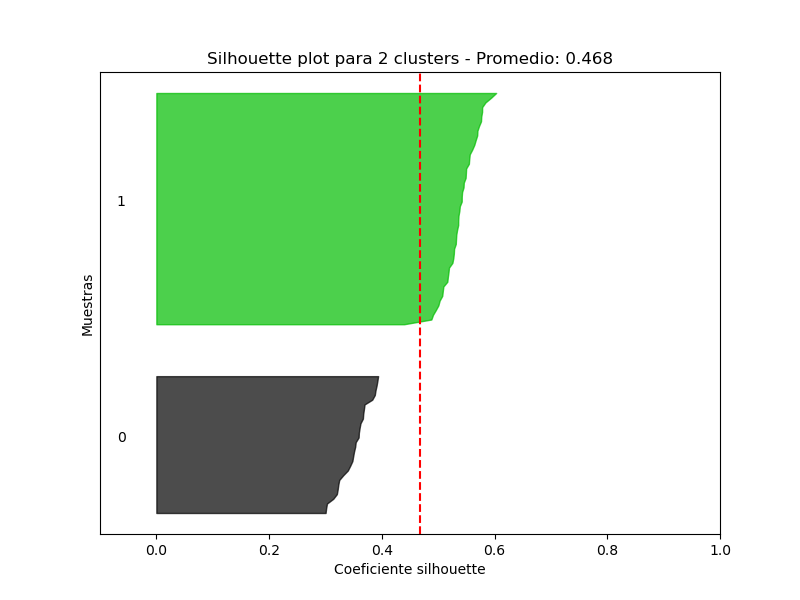 Silhouette plot para 2 clusters - Promedio: 0.468
1
0
Muestras
0.0 0.2 0.4 0.6 0.8 1.0
Coeficiente silhouette